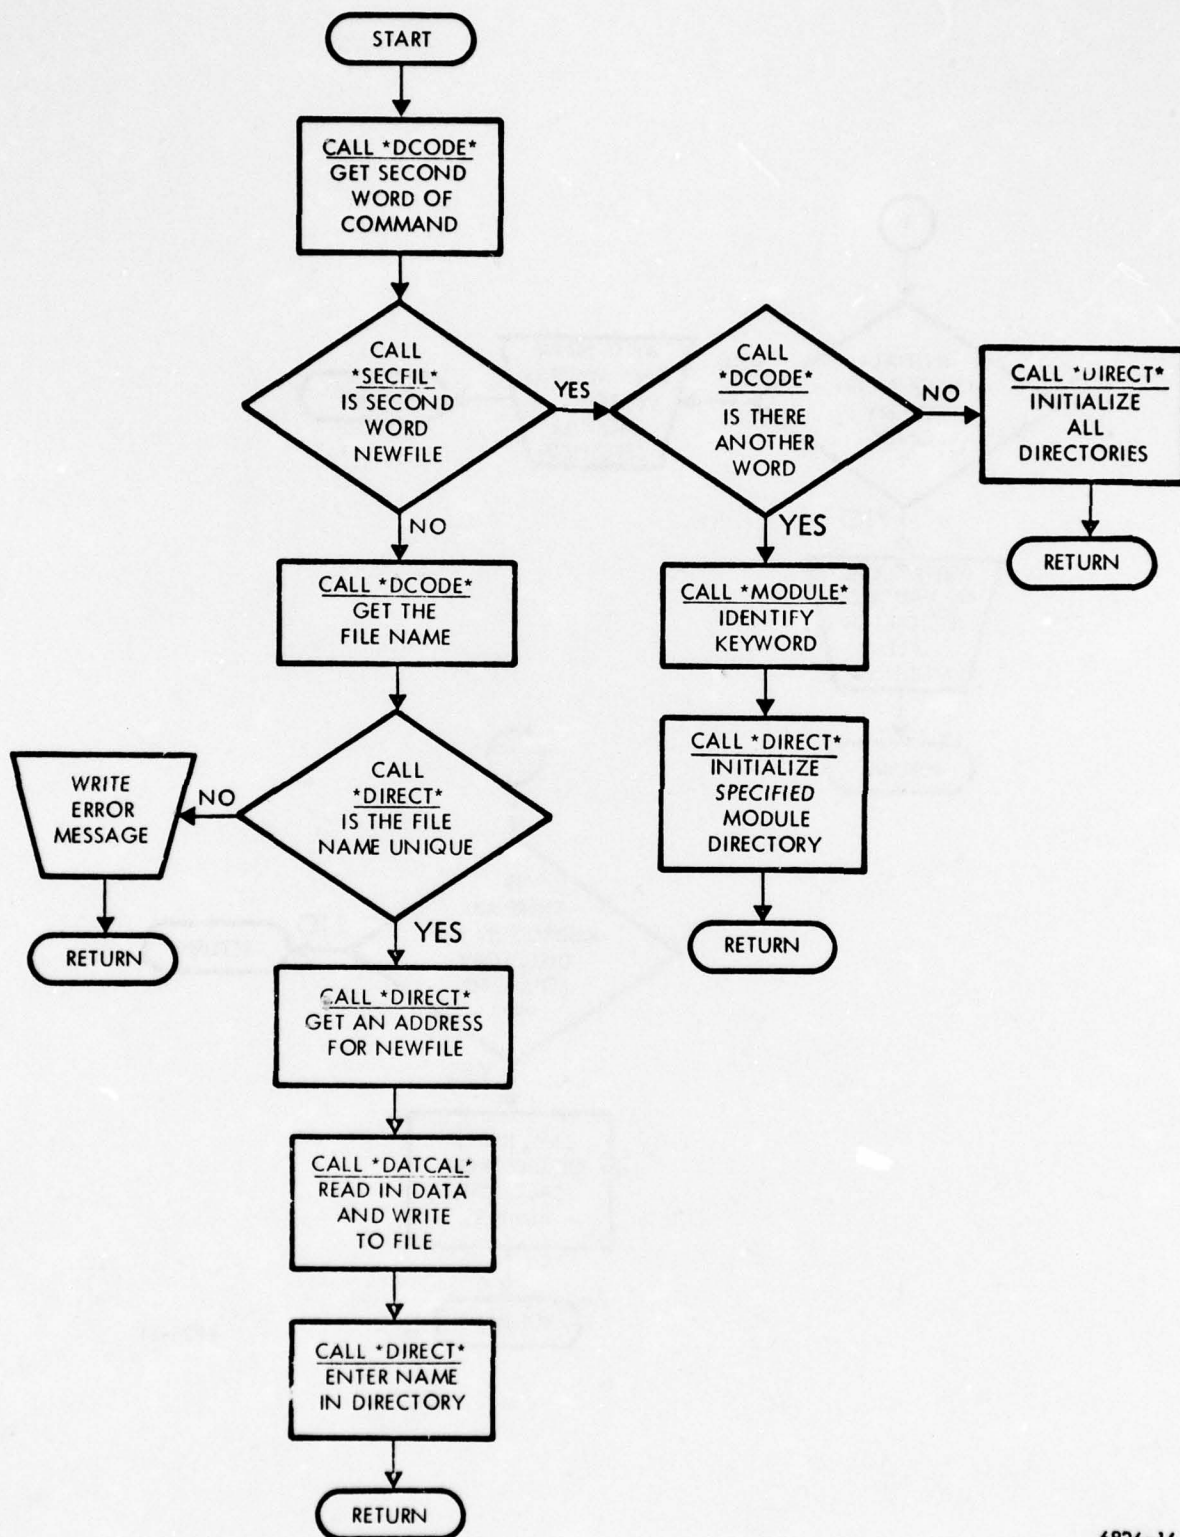 START
CALL *DCODE*
GET SECOND
WORD OF
COMMAND
CALL
*SECFIL*
IS SECOND
WORD
NEWFILE
YES
CALL
*DCODE*
IS THERE
ANOTHER
WORD
NO
CALL *DIRECT*
INITIALIZE
ALL
DIRECTORIES
RETURN
NO
YES
CALL *DCODE*
GET THE
FILE NAME
CALL *MODULE*
IDENTIFY
KEYWORD
CALL *DIRECT*
INITIALIZE
SPECIFIED
MODULE
DIRECTORY
RETURN
CALL
*DIRECT*
IS THE FILE
NAME UNIQUE
NO
WRITE
ERROR
MESSAGE
RETURN
YES
CALL *DIRECT*
GET AN ADDRESS
FOR NEWFILE
CALL *DATCAL*
READ IN DATA
AND WRITE
TO FILE
CALL *DIRECT*
ENTER NAME
IN DIRECTORY
RETURN